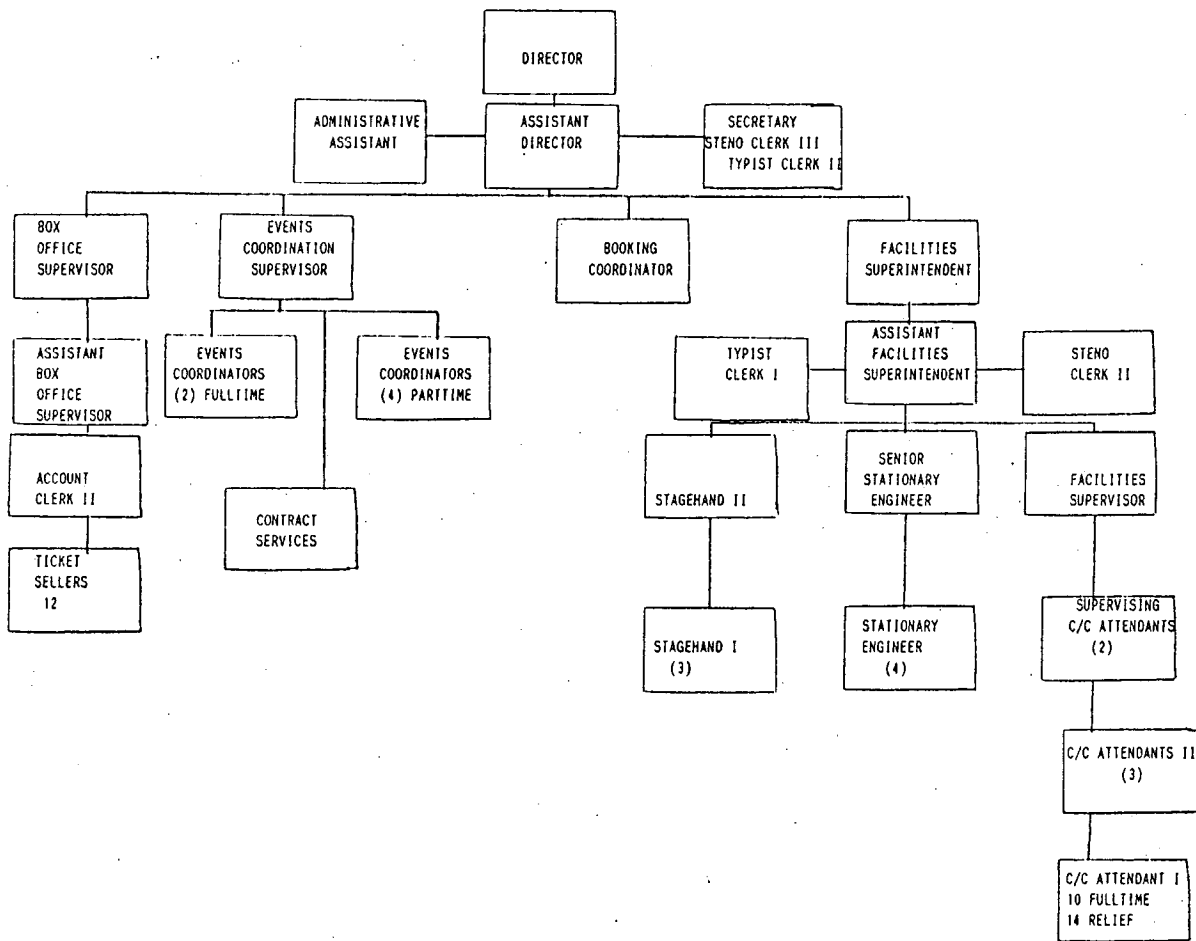 DIRECTOR
ADMINISTRATIVE
ASSISTANT
ASSISTANT
DIRECTOR
SECRETARY
STENO CLERK III
TYPIST CLERK II
BOX
OFFICE
SUPERVISOR
EVENTS
COORDINATION
SUPERVISOR
BOOKING
COORDINATOR
FACILITIES
SUPERINTENDENT
ASSISTANT
BOX
OFFICE
SUPERVISOR
EVENTS
COORDINATORS
(2) FULLTIME
EVENTS
COORDINATORS
(4) PARTTIME
TYPIST
CLERK I
ASSISTANT
FACILITIES
SUPERINTENDENT
STENO
CLERK II
ACCOUNT
CLERK II
CONTRACT
SERVICES
STAGEHAND II
SENIOR
STATIONARY
ENGINEER
FACILITIES
SUPERVISOR
TICKET
SELLERS
12
STAGEHAND I
(3)
STATIONARY
ENGINEER
(4)
SUPERVISING
C/C ATTENDANTS
(2)
C/C ATTENDANTS II
(3)
C/C ATTENDANT I
10 FULLTIME
14 RELIEF